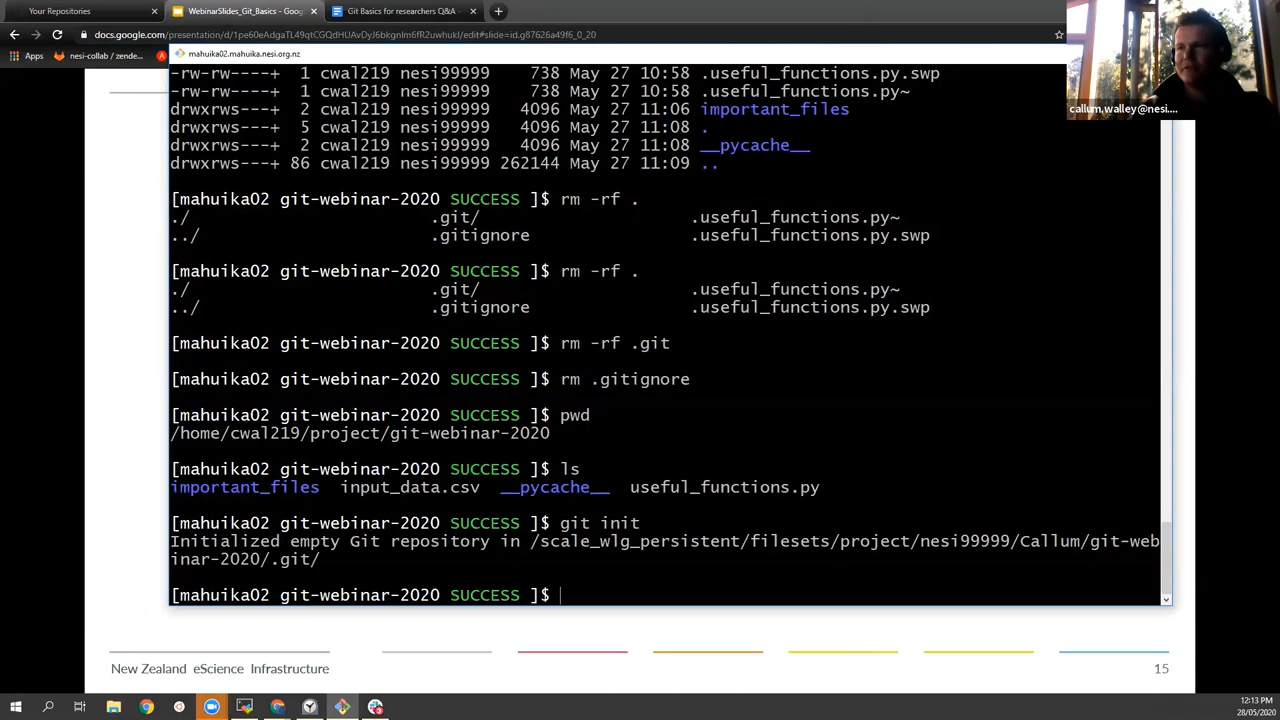 Your Repositories
WebinarSlides_Git_Basics - Goog
Git Basics for researchers Q&A -
docs.google.com/presentation/d/1pe60eAdgaTL49qtCGQdHUAvDyJ6bkgnlm6fR2uwhukI/edit#slide=id.g87626a49f6_0_20
Apps
nesi-collab / zende...
mahuika02.mahuika.nesi.org.nz
callum.walley@nesi....
-rw-rw----+ 1 cwal219 nesi99999 738 May 27 10:58 .useful_functions.py.swp
-rw-rw----+ 1 cwal219 nesi99999 738 May 27 10:58 .useful_functions.py~
drwxrws---+ 2 cwal219 nesi99999 4096 May 27 11:06 important_files
drwxrws---+ 5 cwal219 nesi99999 4096 May 27 11:08 .
drwxrws---+ 2 cwal219 nesi99999 4096 May 27 11:08 __pycache__
drwxrws---+ 86 cwal219 nesi99999 262144 May 27 11:09 ..
[mahuika02 git-webinar-2020 SUCCESS ]$ rm -rf .
./ .git/ .useful_functions.py~
../ .gitignore .useful_functions.py.swp
[mahuika02 git-webinar-2020 SUCCESS ]$ rm -rf .
./ .git/ .useful_functions.py~
../ .gitignore .useful_functions.py.swp
[mahuika02 git-webinar-2020 SUCCESS ]$ rm -rf .git
[mahuika02 git-webinar-2020 SUCCESS ]$ rm .gitignore
[mahuika02 git-webinar-2020 SUCCESS ]$ pwd
/home/cwal219/project/git-webinar-2020
[mahuika02 git-webinar-2020 SUCCESS ]$ ls
important_files input_data.csv __pycache__ useful_functions.py
[mahuika02 git-webinar-2020 SUCCESS ]$ git init
Initialized empty Git repository in /scale_wlg_persistent/filesets/project/nesi99999/Callum/git-web
inar-2020/.git/
[mahuika02 git-webinar-2020 SUCCESS ]$
New Zealand eScience Infrastructure
15
12:13 PM
28/05/2020